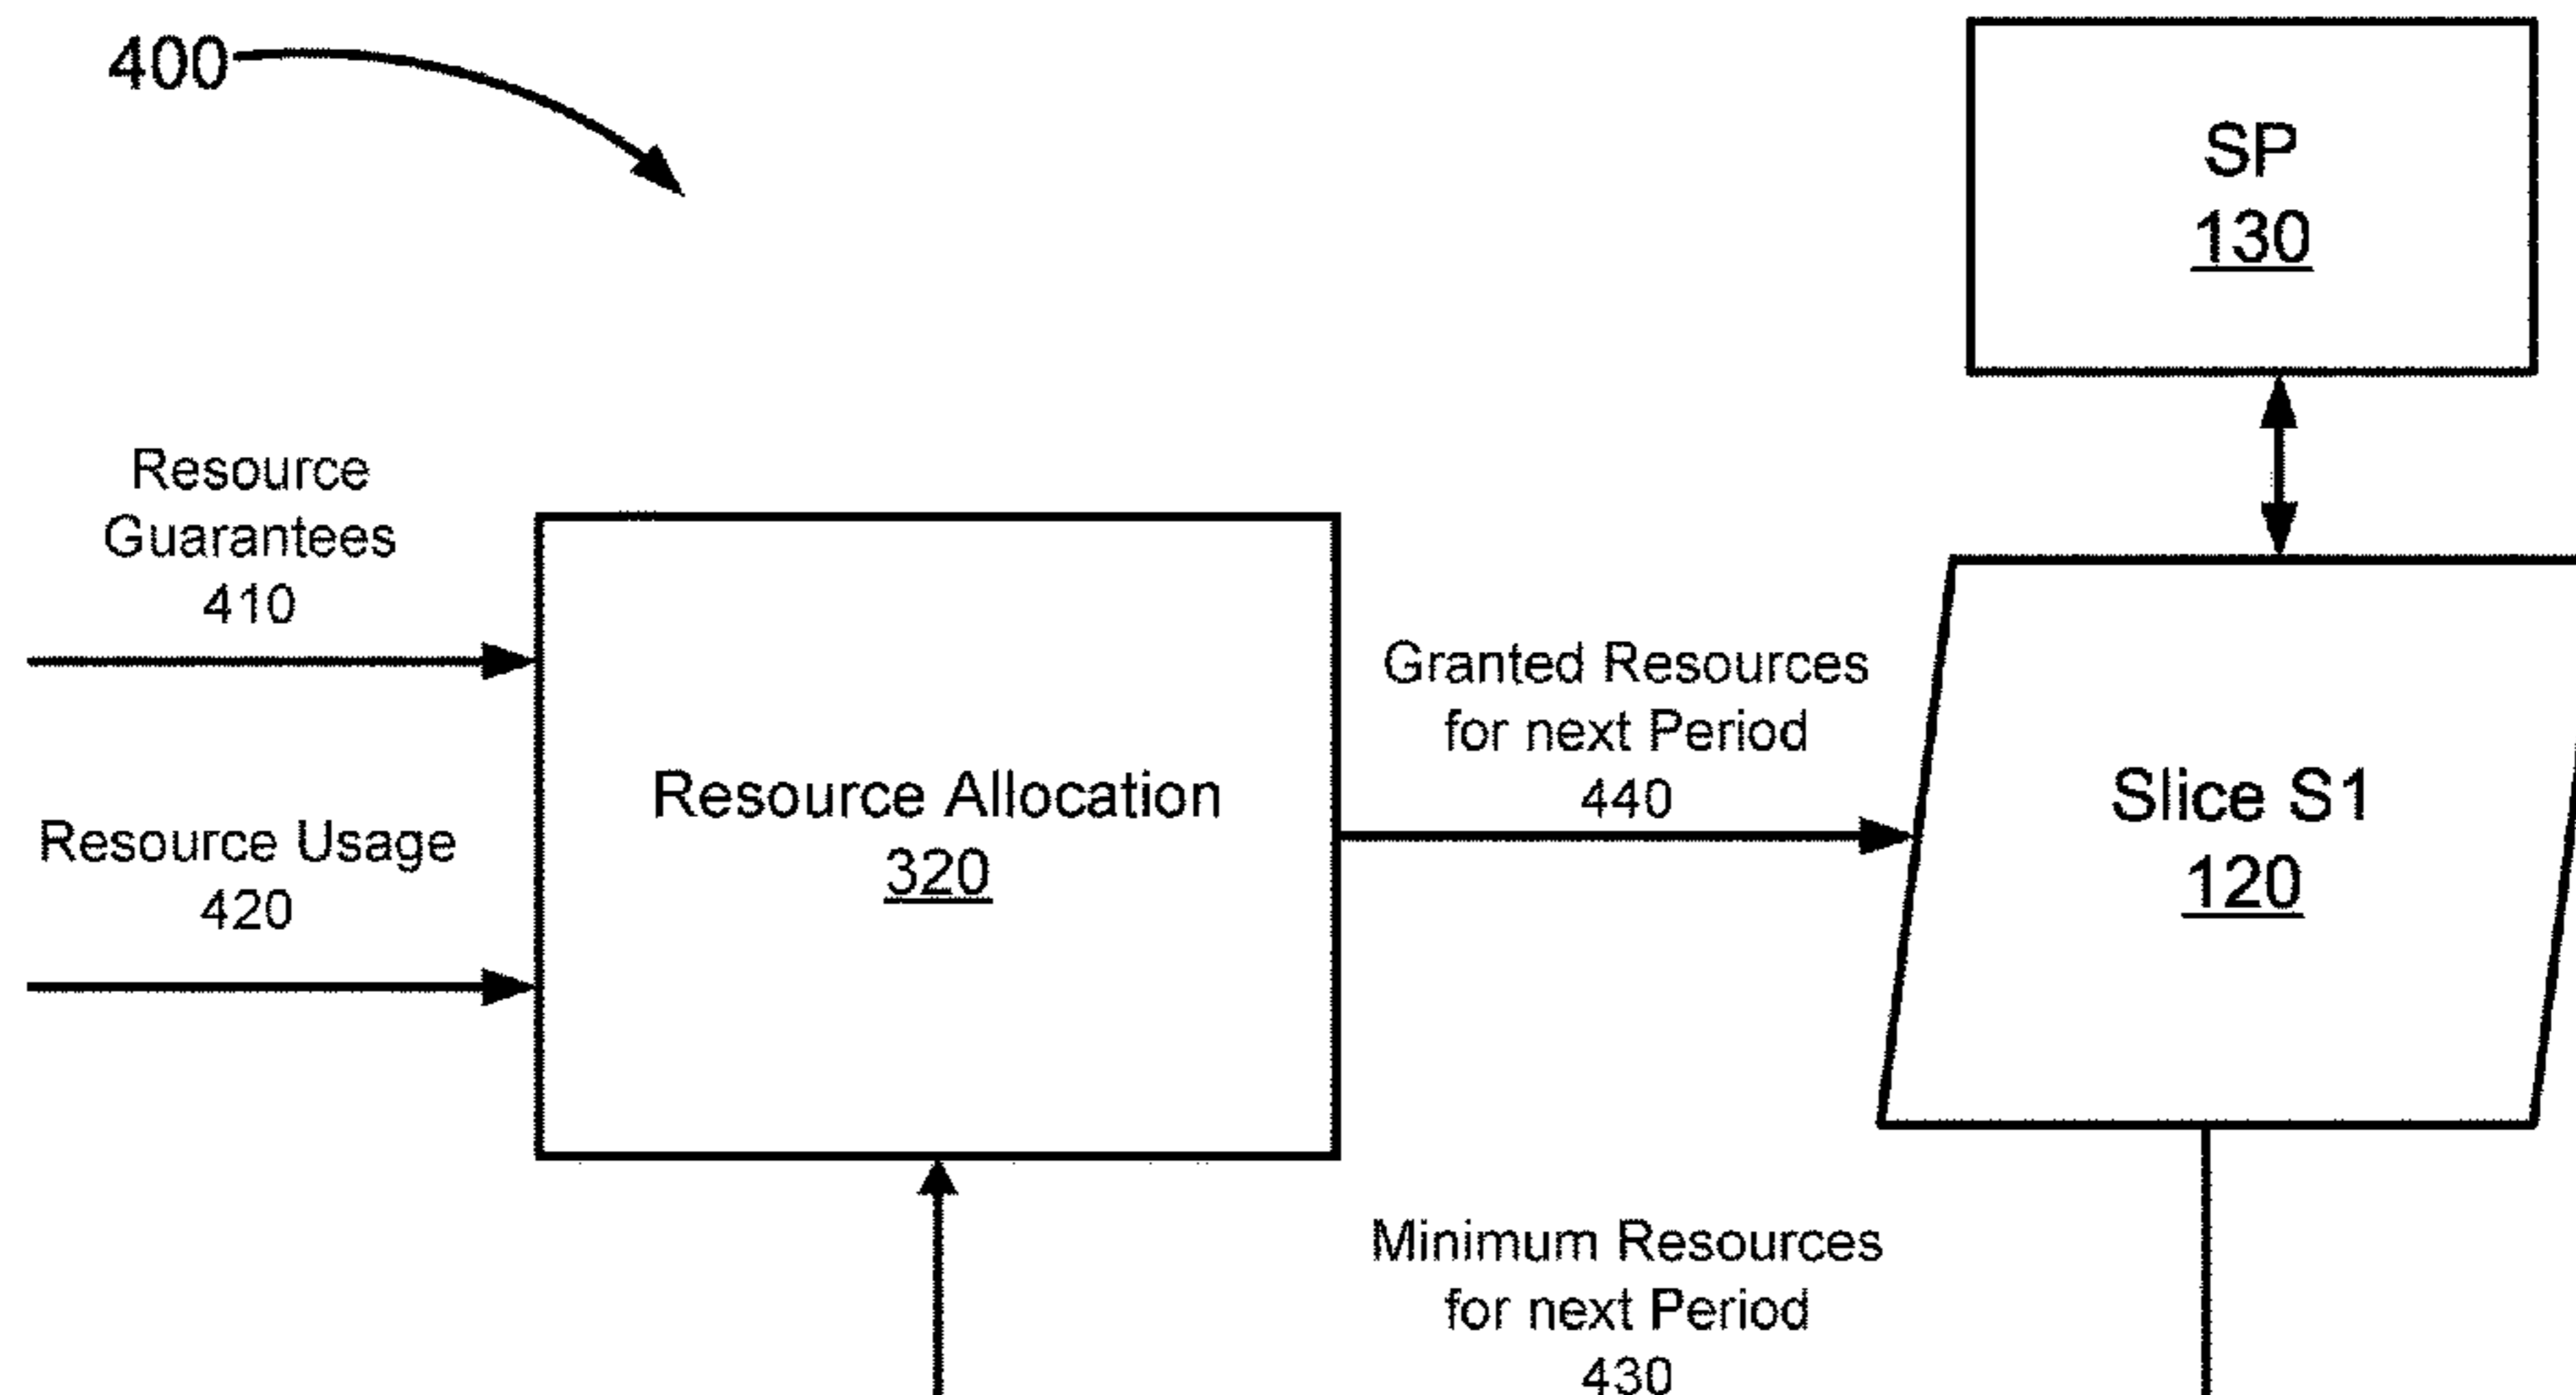 400
SP
130
Resource
Guarantees
410
Resource Usage
420
Resource Allocation
320
Granted Resources
for next Period
440
Slice S1
120
Minimum Resources
for next Period
430